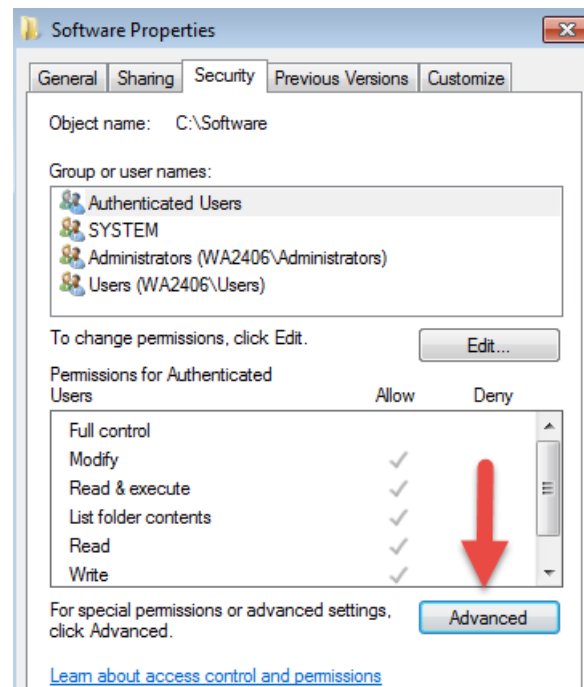 Software Properties
General Sharing Security Previous Versions Customize
Object name: C:\Software
Group or user names:
Authenticated Users
SYSTEM
Administrators (WA2406\Administrators)
Users (WA2406\Users)
To change permissions, click Edit.
Edit...
Permissions for Authenticated
Users Allow Deny
Full control
Modify
Read & execute
List folder contents
Read
Write
For special permissions or advanced settings,
click Advanced.
Advanced
Learn about access control and permissions